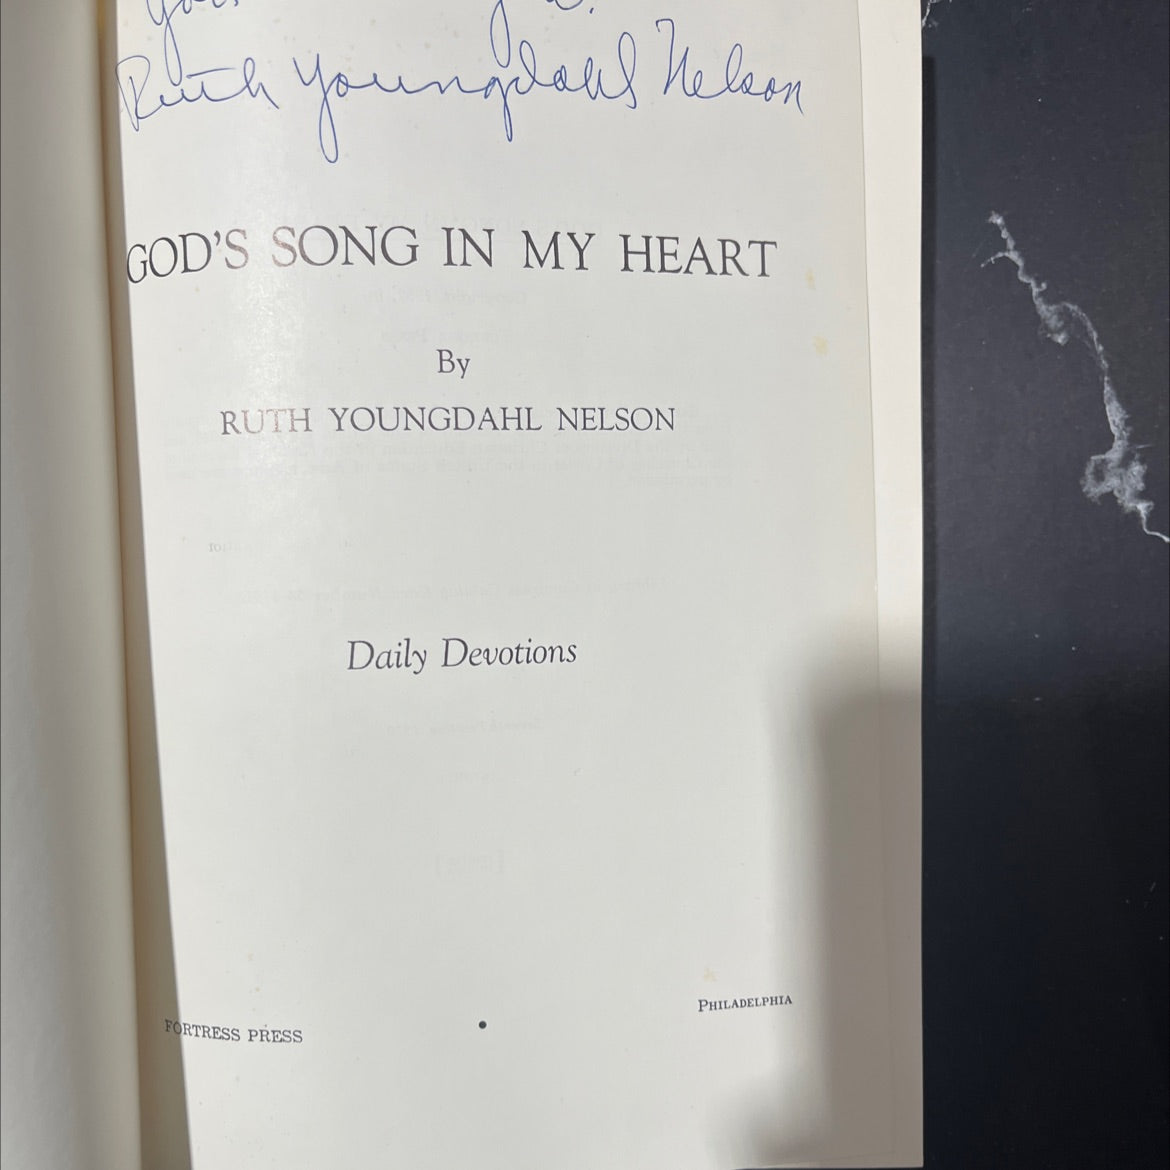 Ruth Youngdahl Nelson
GOD'S SONG IN MY HEART
By
RUTH YOUNGDAHL NELSON
Daily Devotions
FORTRESS PRESS • PHILADELPHIA